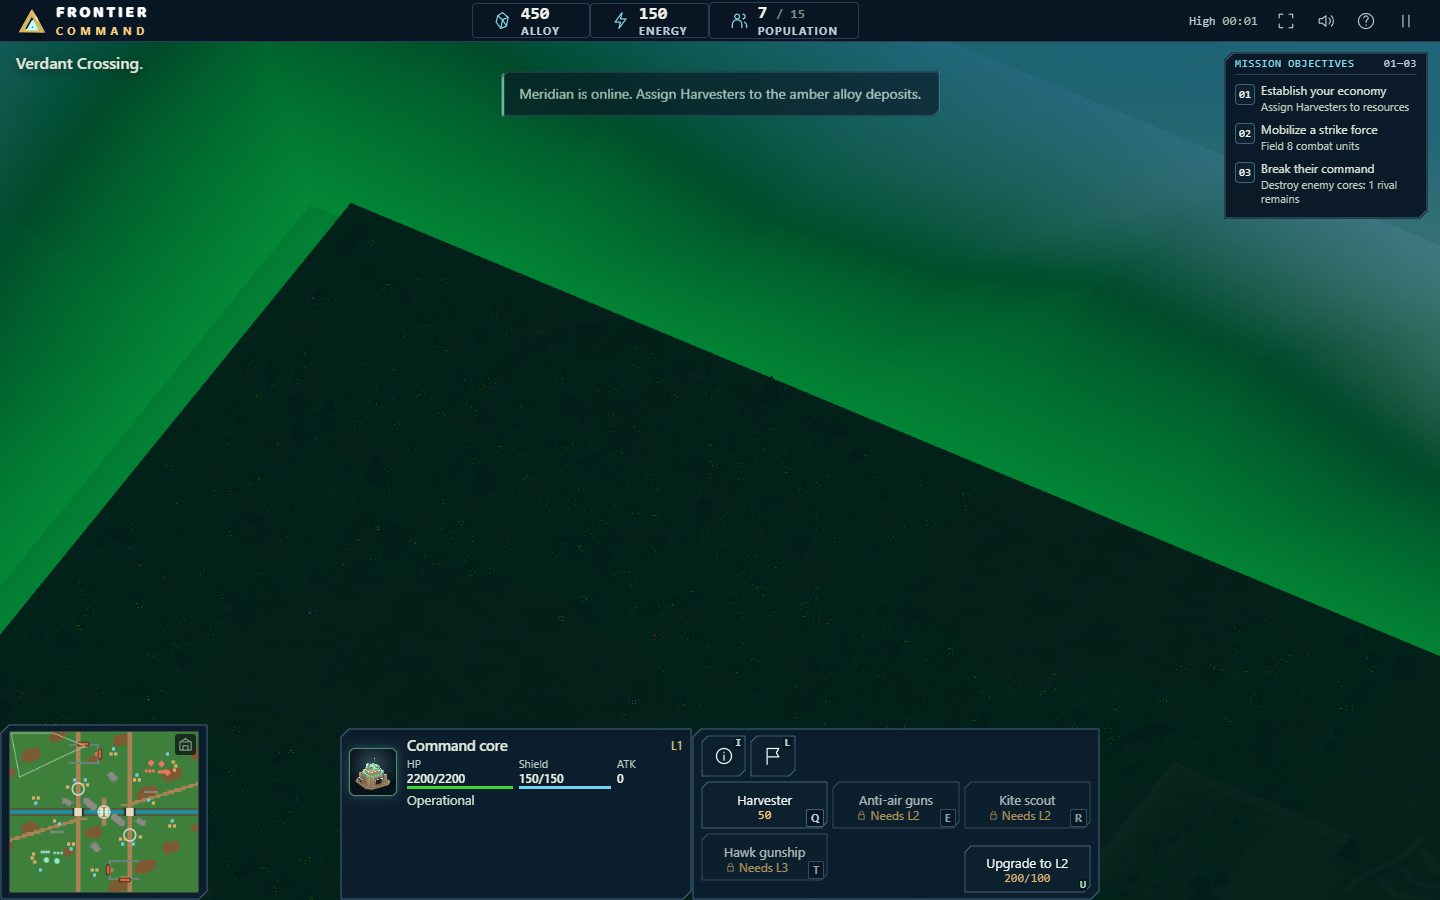 FRONTIER
COMMAND
450
ALLOY
150
ENERGY
7 / 15
POPULATION
High 00:01
Verdant Crossing.
Meridian is online. Assign Harvesters to the amber alloy deposits.
MISSION OBJECTIVES 01—03
01 Establish your economy
Assign Harvesters to resources
02 Mobilize a strike force
Field 8 combat units
03 Break their command
Destroy enemy cores: 1 rival
remains
Command core L1
HP Shield ATK
2200/2200 150/150 0
Operational
I L
Harvester
50 Q
Anti-air guns
Needs L2 E
Kite scout
Needs L2 R
Hawk gunship
Needs L3 T
Upgrade to L2
200/100
U